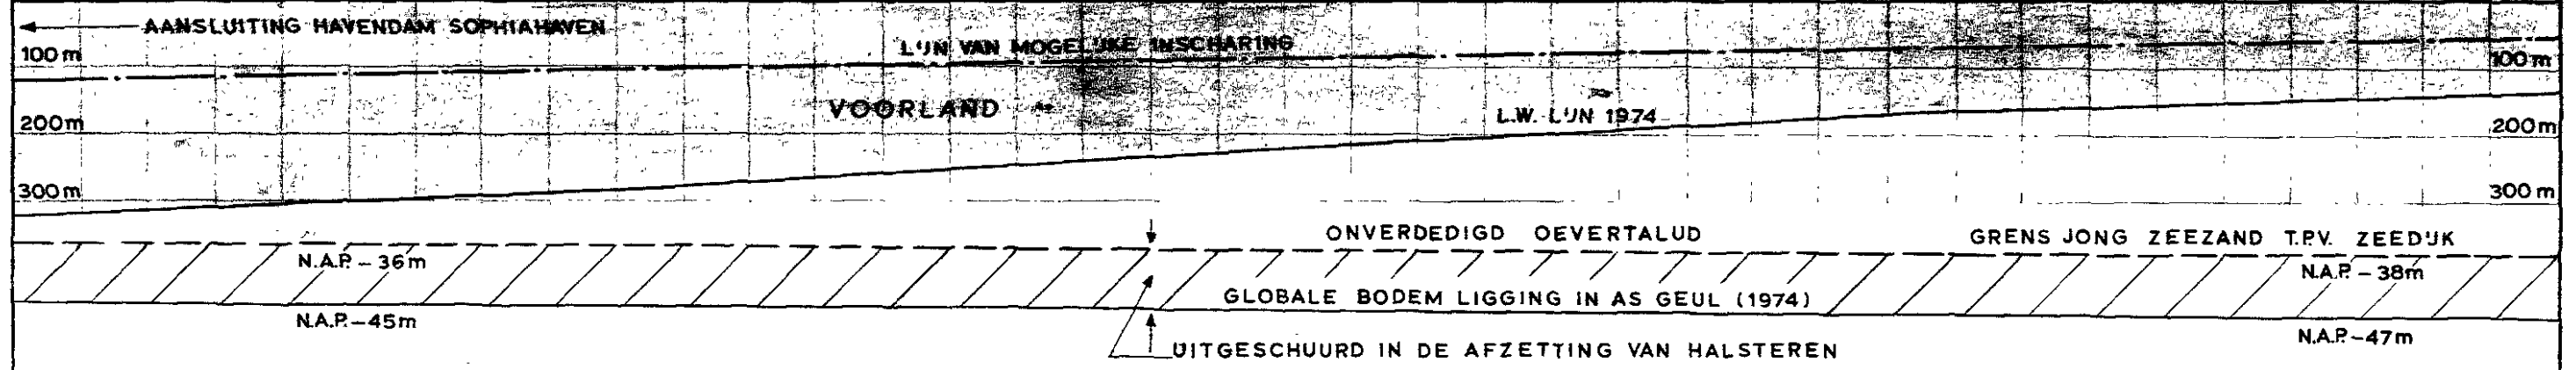 AANSLUITING HAVENDAM SOPHIAHAVEN
LIJN VAN MOGELIJKE INSCHARING
100 m
100 m
VOORLAND
L.W. LIJN 1974
200m
200m
300m
300m
ONVERDEDIGD OEVERTALUD
GRENS JONG ZEEZAND T.P.V. ZEEDIJK
N.A.P. - 36m
N.A.P. - 38m
GLOBALE BODEM LIGGING IN AS GEUL (1974)
N.A.P. - 45m
N.A.P. - 47m
UITGESCHUURD IN DE AFZETTING VAN HALSTEREN